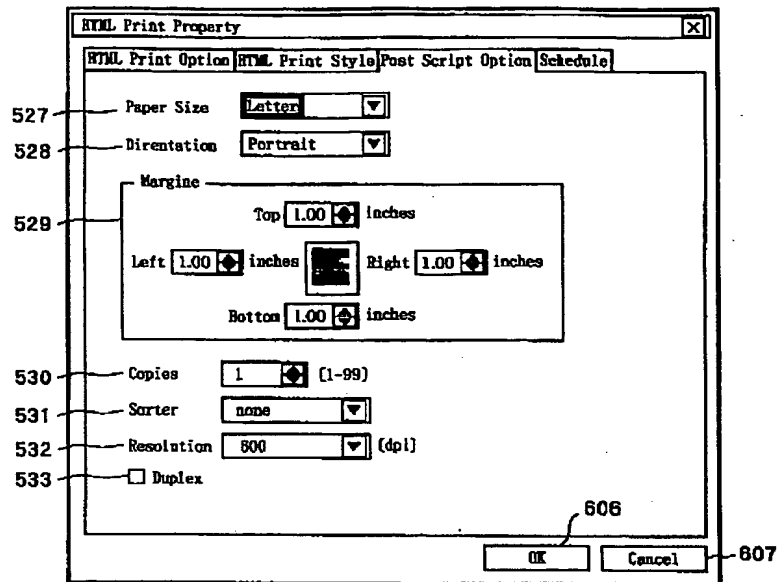 HTML Print Property
HTML Print Option HTML Print Style Post Script Option Schedule
527 Paper Size Letter
528 Direntation Portrait
Margine
529
Top 1.00 inches
Left 1.00 inches Right 1.00 inches
Bottom 1.00 inches
530 Copies 1 (1-99)
531 Sorter none
532 Resolution 600 (dpi)
533 Duplex
606
OK Cancel 607